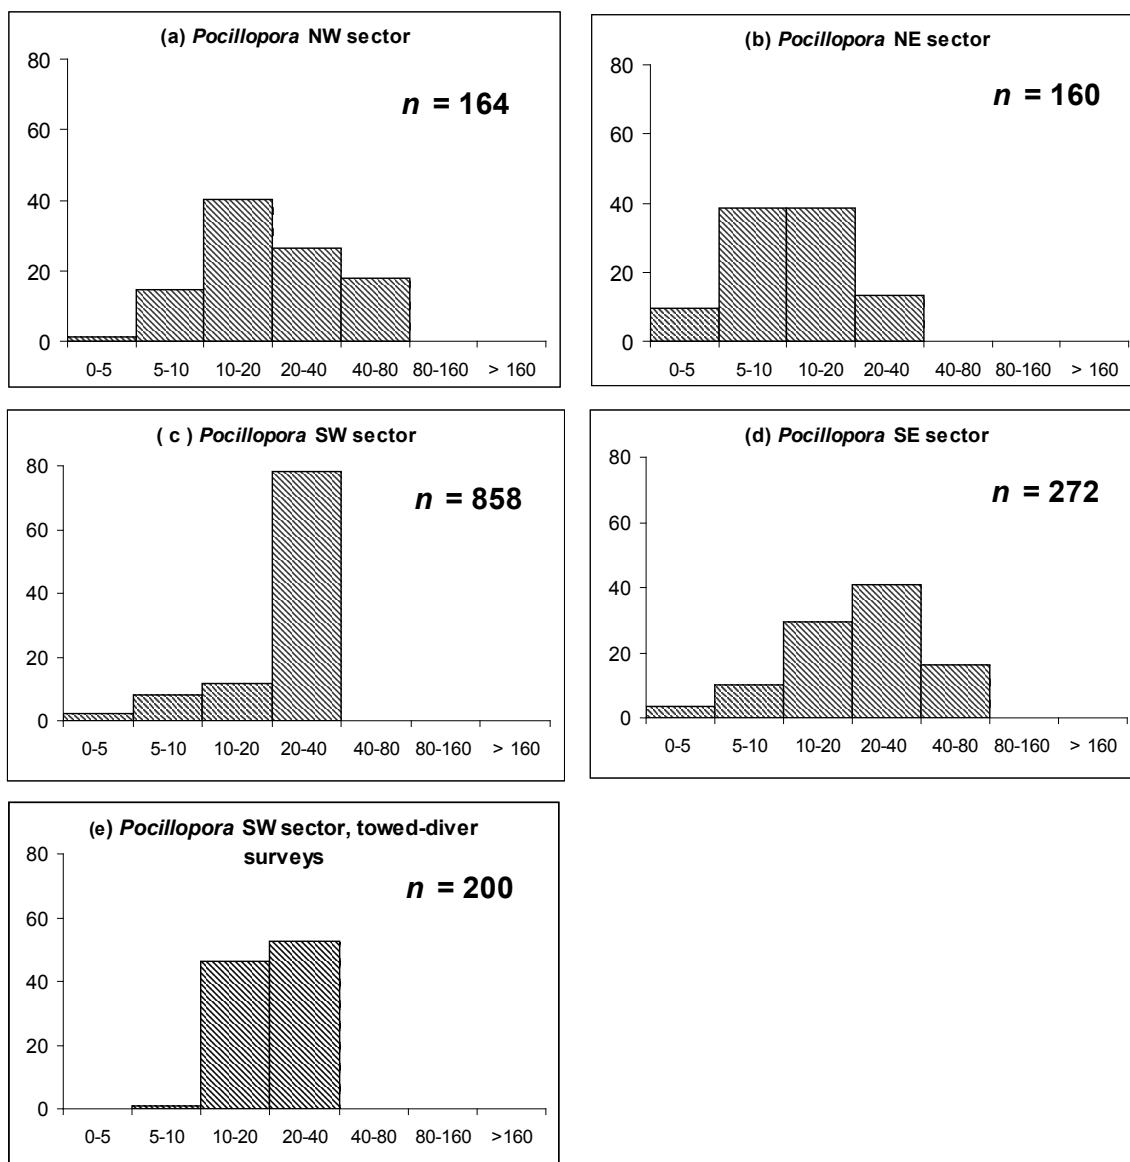 (a) Pocillopora NW sector
n = 164
80
60
40
20
0
0-5 5-10 10-20 20-40 40-80 80-160 > 160
(b) Pocillopora NE sector
n = 160
80
60
40
20
0
0-5 5-10 10-20 20-40 40-80 80-160 > 160
( c ) Pocillopora SW sector
n = 858
80
60
40
20
0
0-5 5-10 10-20 20-40 40-80 80-160 > 160
(d) Pocillopora SE sector
n = 272
80
60
40
20
0
0-5 5-10 10-20 20-40 40-80 80-160 > 160
(e) Pocillopora SW sector, towed-diver
surveys
n = 200
80
60
40
20
0
0-5 5-10 10-20 20-40 40-80 80-160 >160